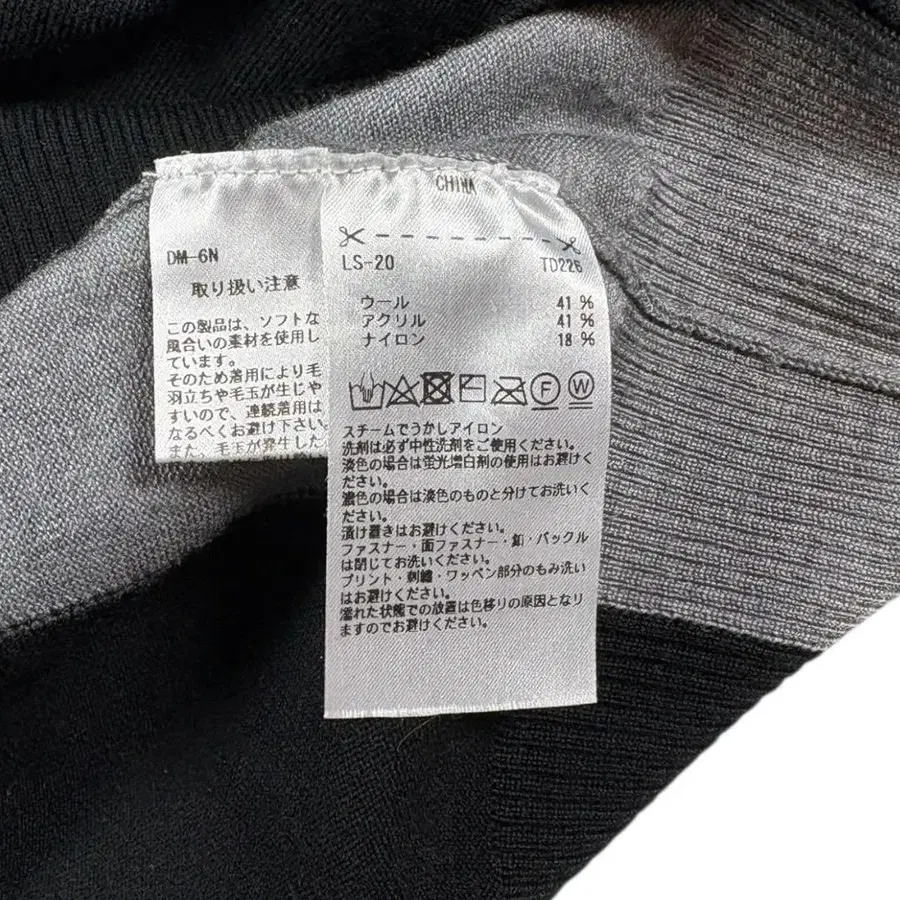 DM-6N
取り扱い注意
この製品は、ソフトな
風合いの素材を使用し
ています。
そのため着用により毛
羽立ちや毛玉が生じや
すいので、連続着用は
なるべくお避け下さい。
また、毛玉が発生した
CHINA
LS-20 TD226
ウール 41 %
アクリル 41 %
ナイロン 18 %
F W
スチームでうかしアイロン
洗剤は必ず中性洗剤をご使用ください。
淡色の場合は蛍光増白剤の使用はお避けく
ださい。
濃色の場合は淡色のものと分けてお洗いく
ださい。
漬け置きはお避けください。
ファスナー・面ファスナー・釦・バックル
は閉じてお洗いください。
プリント・刺繍・ワッペン部分のもみ洗い
はお避けください。
濡れた状態での放置は色移りの原因となり
ますのでお避けください。